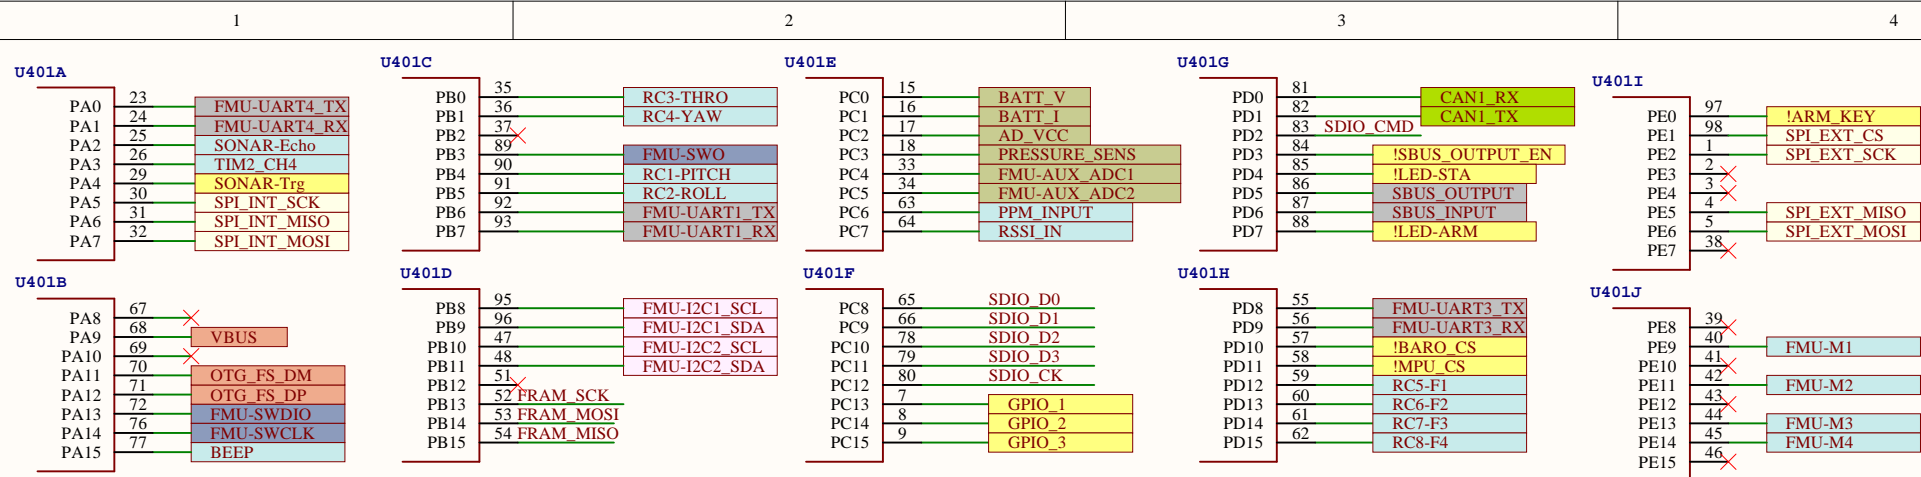 1 2 3 4
U401A
PA0 23 FMU-UART4_TX
PA1 24 FMU-UART4_RX
PA2 25 SONAR-Echo
PA3 26 TIM2_CH4
PA4 29 SONAR-Trg
PA5 30 SPI_INT_SCK
PA6 31 SPI_INT_MISO
PA7 32 SPI_INT_MOSI
U401B
PA8 67
PA9 68 VBUS
PA10 69
PA11 70 OTG_FS_DM
PA12 71 OTG_FS_DP
PA13 72 FMU-SWDIO
PA14 76 FMU-SWCLK
PA15 77 BEEP
U401C
PB0 35 RC3-THRO
PB1 36 RC4-YAW
PB2 37
PB3 89 FMU-SWO
PB4 90 RC1-PITCH
PB5 91 RC2-ROLL
PB6 92 FMU-UART1_TX
PB7 93 FMU-UART1_RX
U401D
PB8 95 FMU-I2C1_SCL
PB9 96 FMU-I2C1_SDA
PB10 47 FMU-I2C2_SCL
PB11 48 FMU-I2C2_SDA
PB12 51
PB13 52 FRAM_SCK
PB14 53 FRAM_MOSI
PB15 54 FRAM_MISO
U401E
PC0 15 BATT_V
PC1 16 BATT_I
PC2 17 AD_VCC
PC3 18 PRESSURE_SENS
PC4 33 FMU-AUX_ADC1
PC5 34 FMU-AUX_ADC2
PC6 63 PPM_INPUT
PC7 64 RSSI_IN
U401F
PC8 65 SDIO_D0
PC9 66 SDIO_D1
PC10 78 SDIO_D2
PC11 79 SDIO_D3
PC12 80 SDIO_CK
PC13 7 GPIO_1
PC14 8 GPIO_2
PC15 9 GPIO_3
U401G
PD0 81 CAN1_RX
PD1 82 CAN1_TX
PD2 83 SDIO_CMD
PD3 84 !SBUS_OUTPUT_EN
PD4 85 !LED-STA
PD5 86 SBUS_OUTPUT
PD6 87 SBUS_INPUT
PD7 88 !LED-ARM
U401H
PD8 55 FMU-UART3_TX
PD9 56 FMU-UART3_RX
PD10 57 !BARO_CS
PD11 58 !MPU_CS
PD12 59 RC5-F1
PD13 60 RC6-F2
PD14 61 RC7-F3
PD15 62 RC8-F4
U401I
PE0 97 !ARM_KEY
PE1 98 SPI_EXT_CS
PE2 1 SPI_EXT_SCK
PE3 2
PE4 3
PE5 4 SPI_EXT_MISO
PE6 5 SPI_EXT_MOSI
PE7 38
U401J
PE8 39
PE9 40 FMU-M1
PE10 41
PE11 42 FMU-M2
PE12 43
PE13 44 FMU-M3
PE14 45 FMU-M4
PE15 46